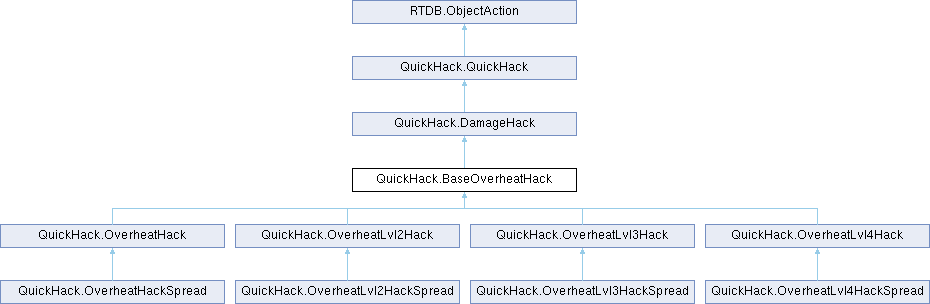 RTDB.ObjectAction
QuickHack.QuickHack
QuickHack.DamageHack
QuickHack.BaseOverheatHack
QuickHack.OverheatHack
QuickHack.OverheatLvl2Hack
QuickHack.OverheatLvl3Hack
QuickHack.OverheatLvl4Hack
QuickHack.OverheatHackSpread
QuickHack.OverheatLvl2HackSpread
QuickHack.OverheatLvl3HackSpread
QuickHack.OverheatLvl4HackSpread